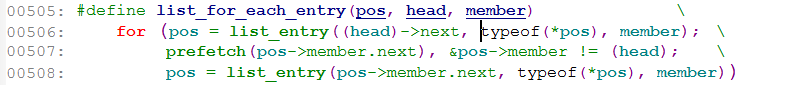 00505: #define list_for_each_entry(pos, head, member) \
00506: for (pos = list_entry((head)->next, typeof(*pos), member); \
00507: prefetch(pos->member.next), &pos->member != (head); \
00508: pos = list_entry(pos->member.next, typeof(*pos), member))